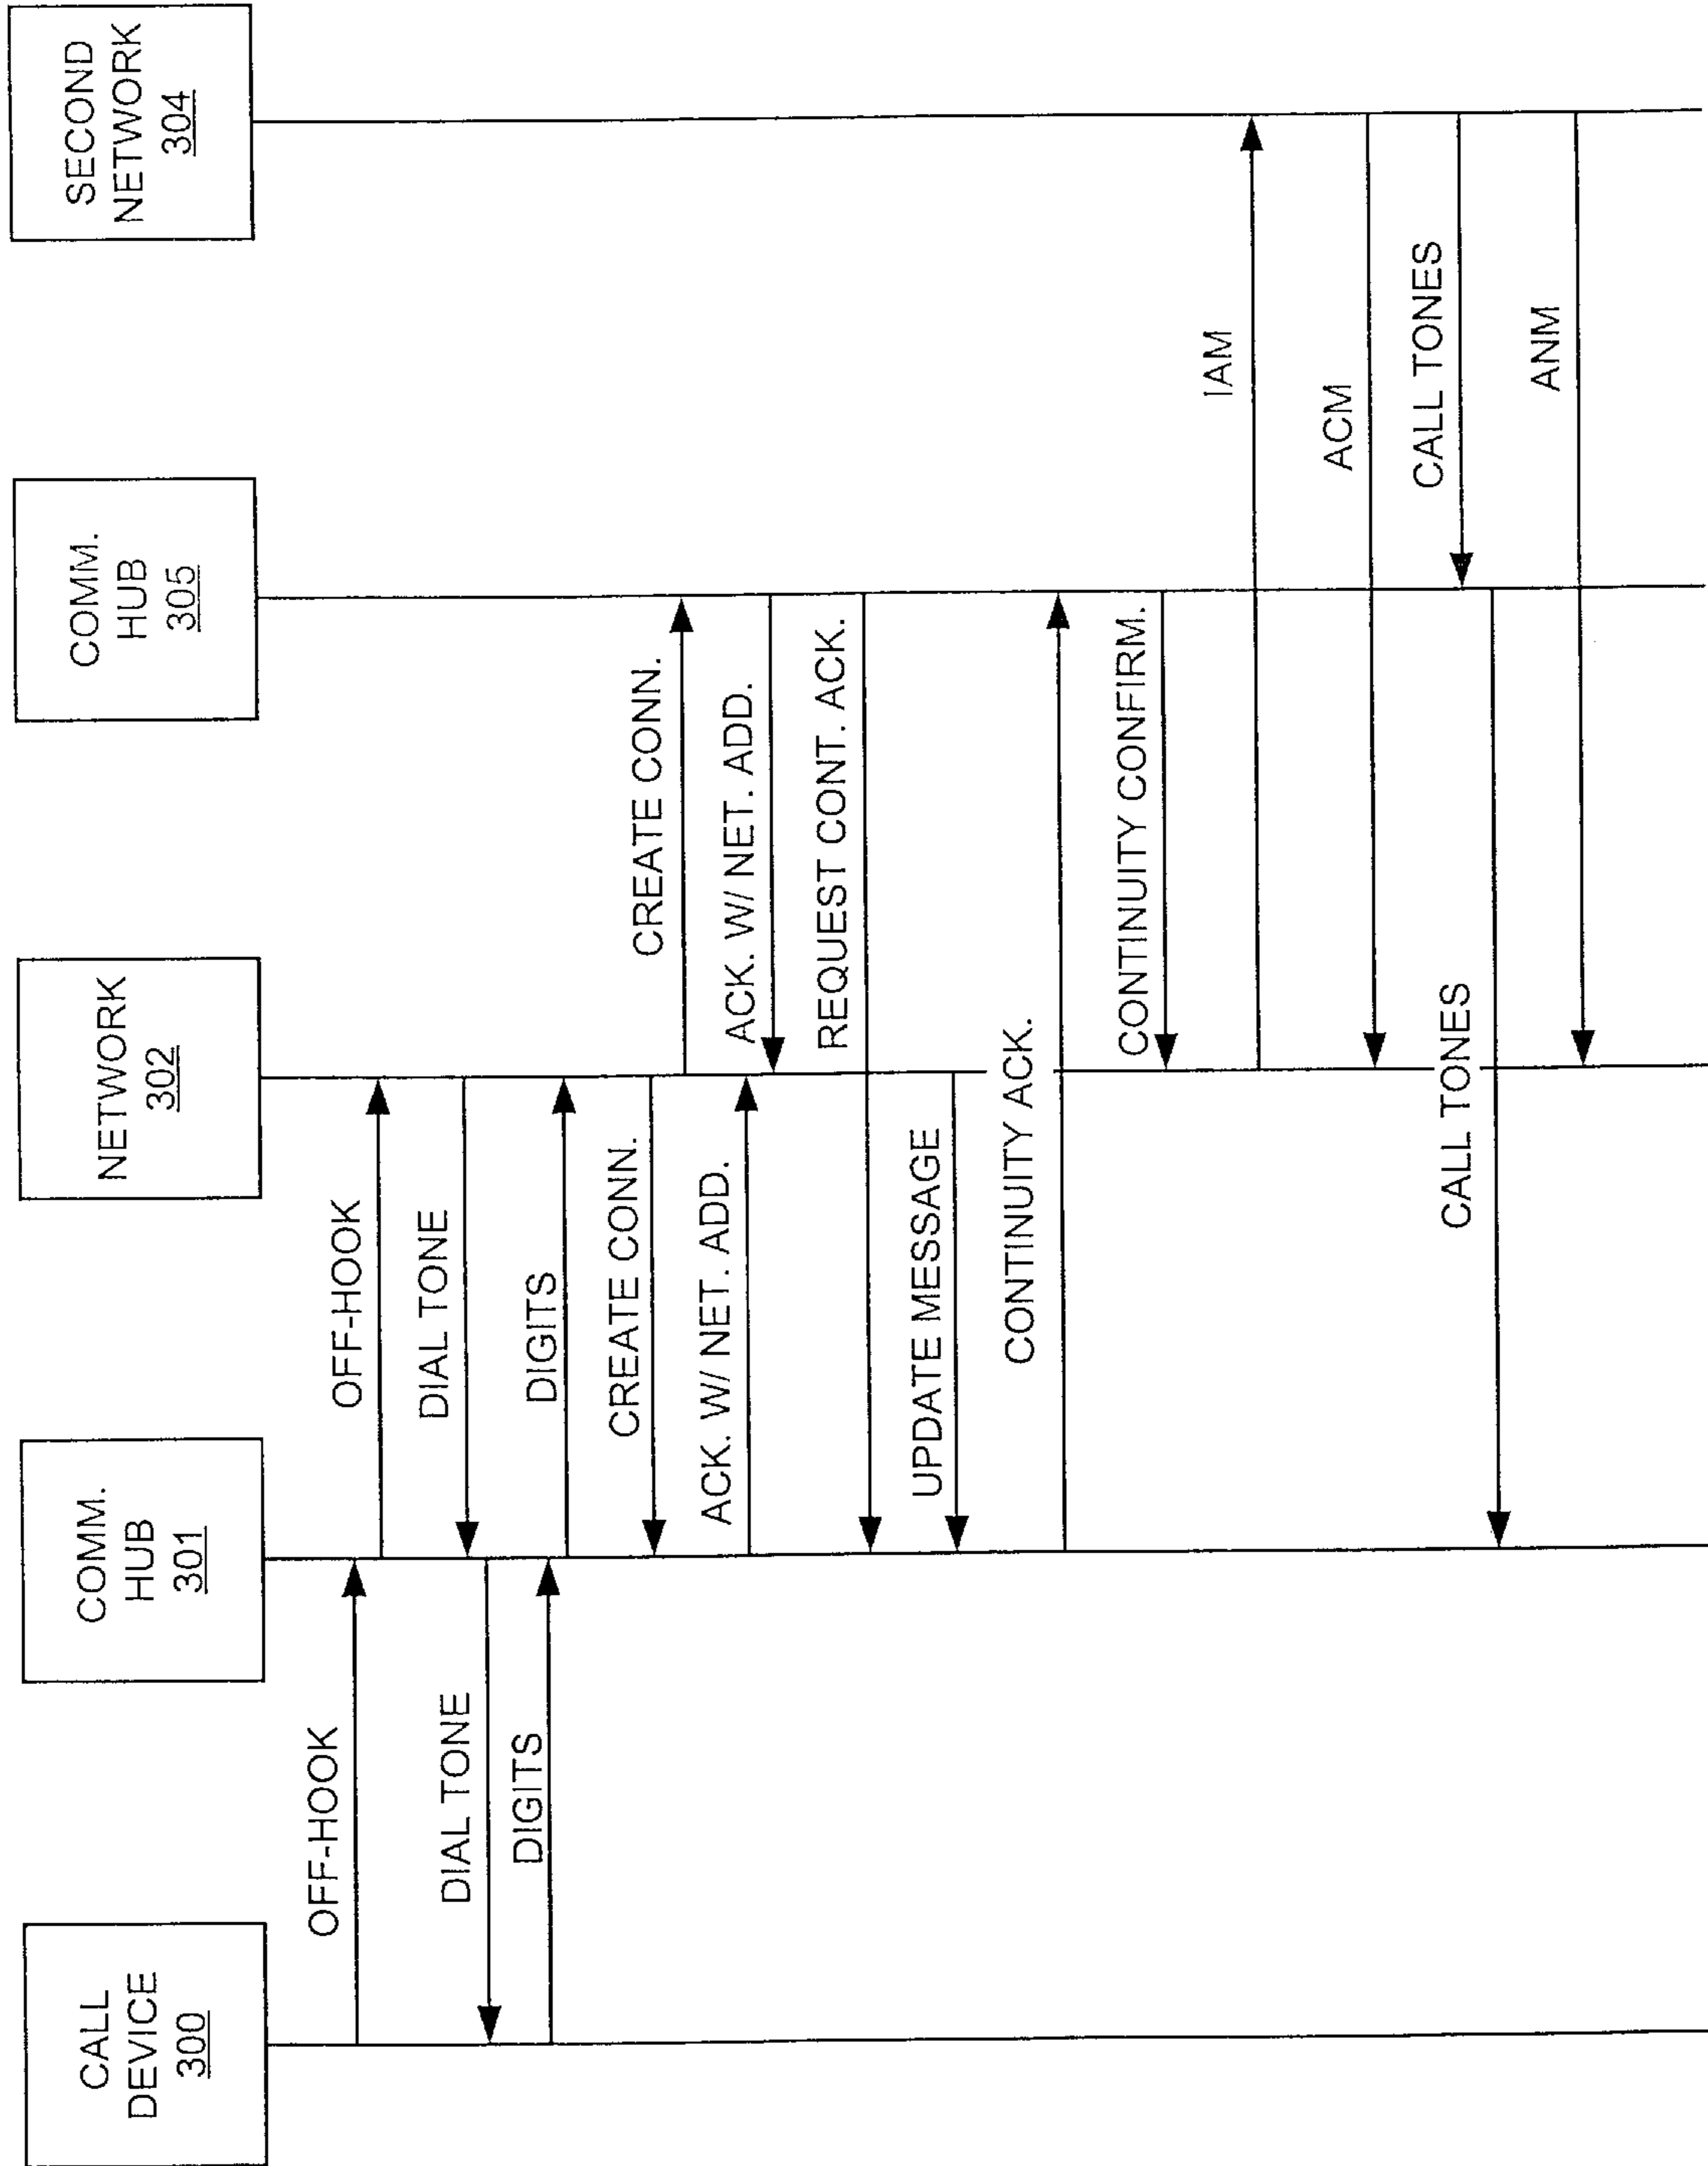 CALL
DEVICE
300
COMM.
HUB
301
NETWORK
302
COMM.
HUB
305
SECOND
NETWORK
304
OFF-HOOK
OFF-HOOK
DIAL TONE
DIAL TONE
DIGITS
DIGITS
CREATE CONN.
CREATE CONN.
ACK. W/ NET. ADD.
ACK. W/ NET. ADD.
REQUEST CONT. ACK.
UPDATE MESSAGE
CONTINUITY ACK.
CONTINUITY CONFIRM.
IAM
ACM
CALL TONES
CALL TONES
ANM